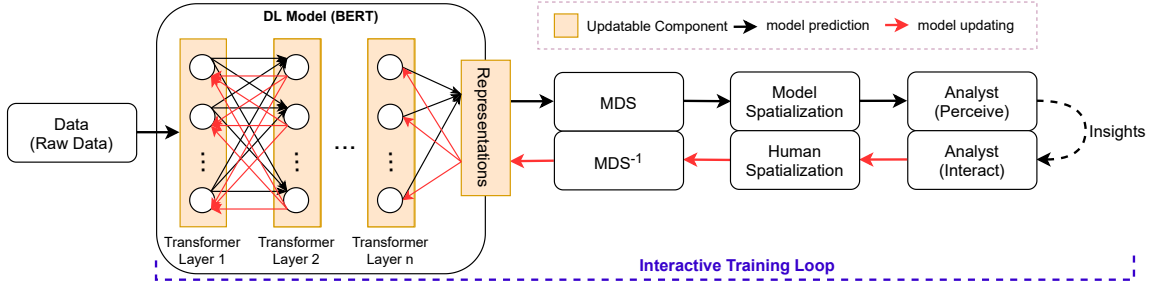 DL Model (BERT)
Updatable Component
model prediction
model updating
Data
(Raw Data)
...
...
...
...
Transformer
Layer 1
Transformer
Layer 2
Transformer
Layer n
Representations
MDS
Model
Spatialization
Analyst
(Perceive)
Insights
MDS-1
Human
Spatialization
Analyst
(Interact)
Interactive Training Loop